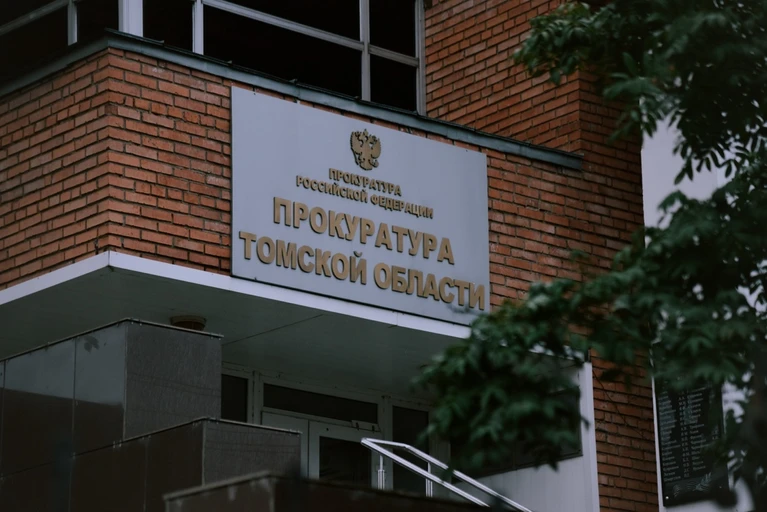 ПРОКУРАТУРА
РОССИЙСКОЙ ФЕДЕРАЦИИ
ПРОКУРАТУРА
ТОМСКОЙ ОБЛАСТИ